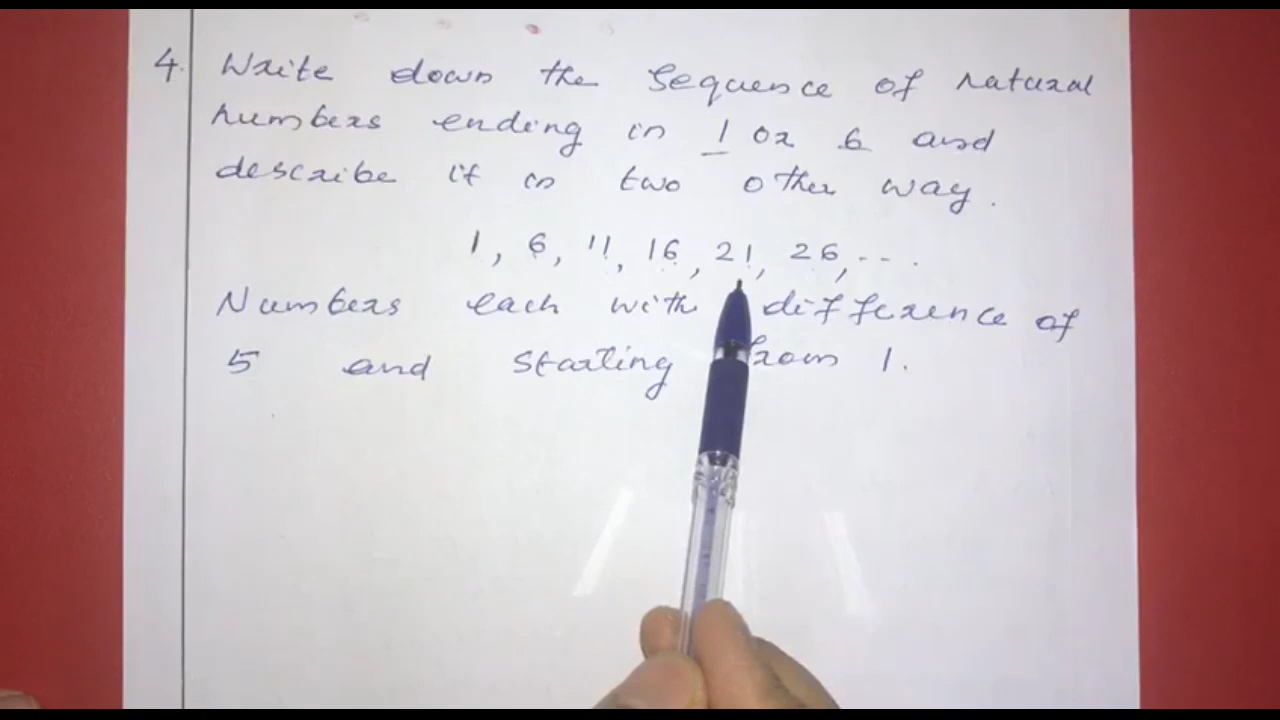 4. Write down the sequence of natural
numbers ending in 1 or 6 and
describe it in two other way.
1, 6, 11, 16, 21, 26, ...
Numbers each with difference of
5 and starting from 1.